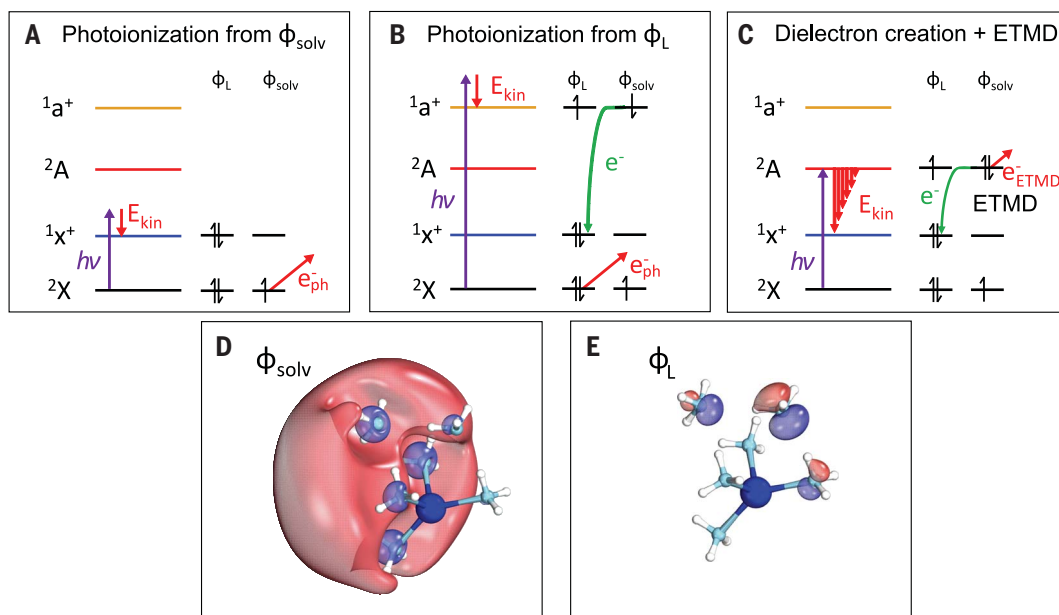 A Photoionization from ϕsolv
ϕL ϕsolv
¹a⁺
²A
¹x⁺
²X
Ekin
hν
e⁻ph
B Photoionization from ϕL
Ekin
ϕL ϕsolv
¹a⁺
²A
¹x⁺
²X
hν
e⁻
e⁻ph
C Dielectron creation + ETMD
ϕL ϕsolv
¹a⁺
²A
¹x⁺
²X
hν
Ekin
e⁻
e⁻ETMD
ETMD
D ϕsolv
E ϕL